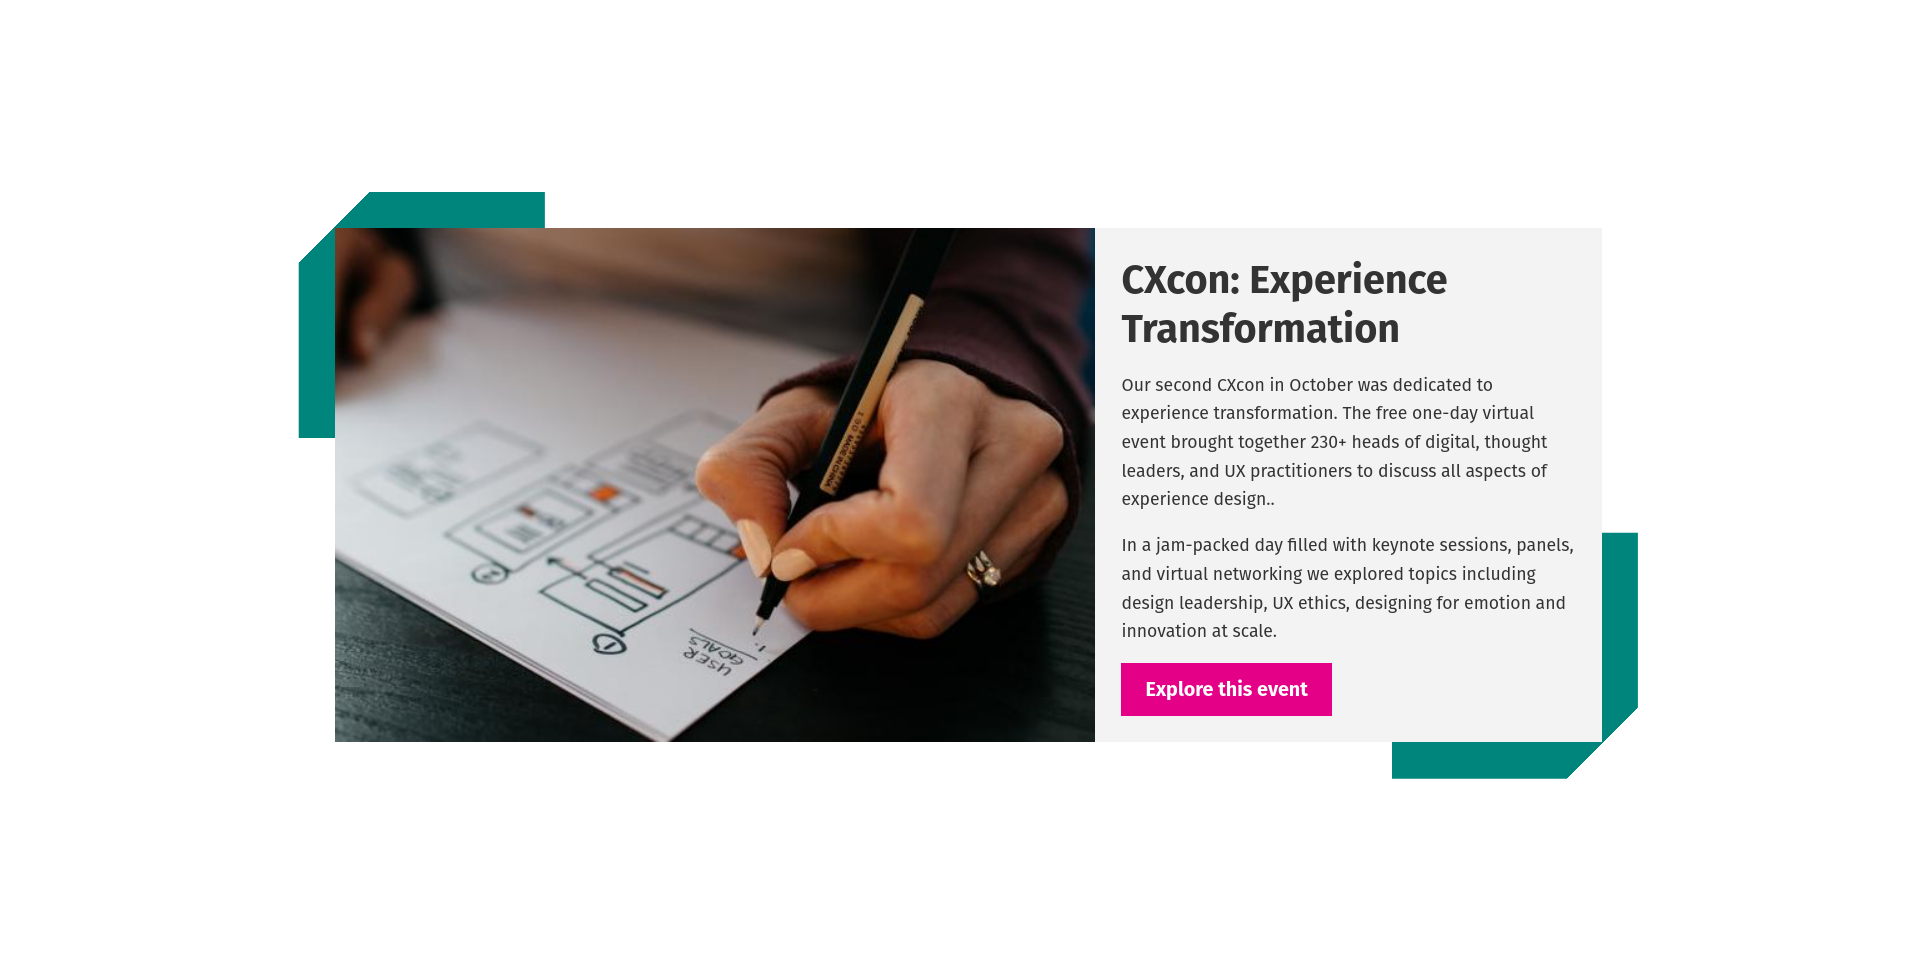 CXcon: Experience
Transformation
Our second CXcon in October was dedicated to
experience transformation. The free one-day virtual
event brought together 230+ heads of digital, thought
leaders, and UX practitioners to discuss all aspects of
experience design..
In a jam-packed day filled with keynote sessions, panels,
and virtual networking we explored topics including
design leadership, UX ethics, designing for emotion and
innovation at scale.
Explore this event
USER
GOALS
1.